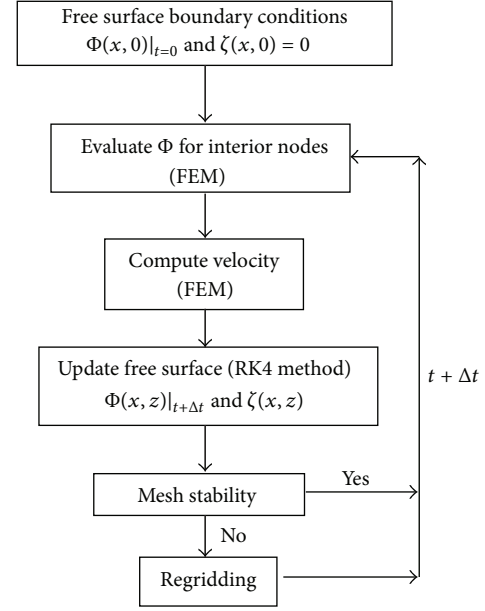 Free surface boundary conditions
Φ(x, 0)|t=0 and ζ(x, 0) = 0
Evaluate Φ for interior nodes
(FEM)
Compute velocity
(FEM)
Update free surface (RK4 method)
Φ(x, z)|t+Δt and ζ(x, z)
t + Δt
Mesh stability
Yes
No
Regridding